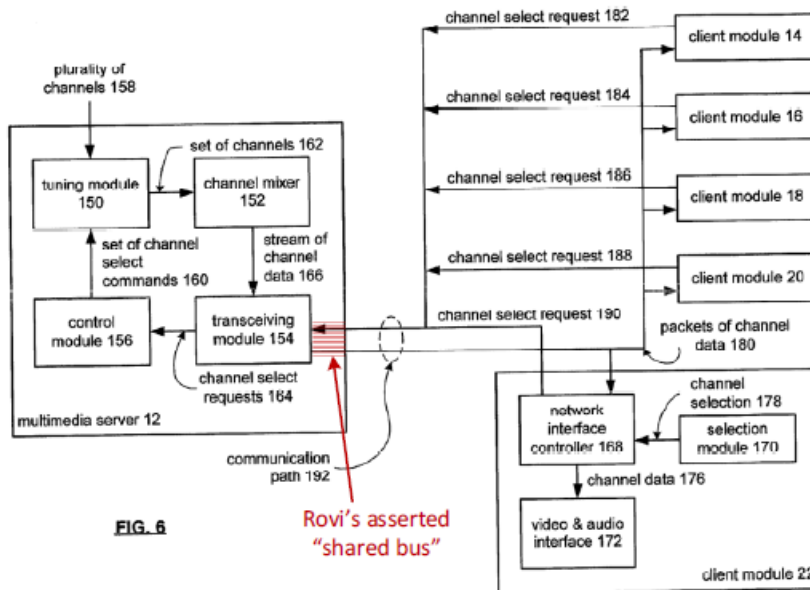 channel select request 182
client module 14
plurality of
channels 158
channel select request 184
client module 16
set of channels 162
tuning module
150
channel mixer
152
channel select request 186
client module 18
set of channel
select
commands 160
stream of
channel
data 166
channel select request 188
client module 20
channel select request 190
control
module 156
transceiving
module 154
packets of channel
data 180
channel select
requests 164
multimedia server 12
channel
selection 178
network
interface
controller 168
selection
module 170
communication
path 192
channel data 176
FIG. 6
Rovi's asserted
"shared bus"
video & audio
interface 172
client module 22